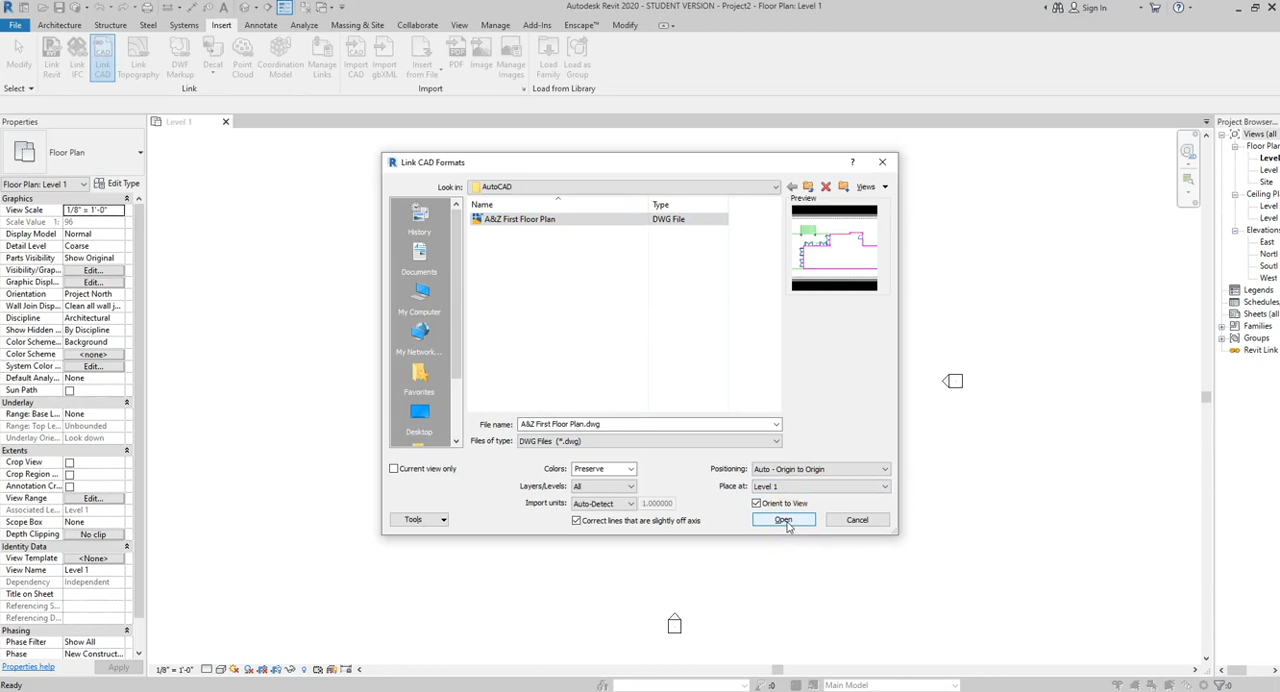 Autodesk Revit 2020 - STUDENT VERSION - Project2 - Floor Plan: Level 1
Sign In
File Architecture Structure Steel Systems Insert Annotate Analyze Massing & Site Collaborate View Manage Add-Ins Enscape™ Modify
Modify Link Revit Link IFC Link CAD Link Topography DWF Markup Decal Point Cloud Coordination Model Manage Links Import CAD Import gbXML Insert from File PDF Image Manage Images Load Family Load as Group
Select Link Import Load from Library
Properties
Level 1
Project Browser...
Floor Plan
Floor Plan: Level 1 Edit Type
Graphics
View Scale 1/8" = 1'-0"
Scale Value 1: 96
Display Model Normal
Detail Level Coarse
Parts Visibility Show Original
Visibility/Grap... Edit...
Graphic Displ... Edit...
Orientation Project North
Wall Join Disp... Clean all wall j...
Discipline Architectural
Show Hidden ... By Discipline
Color Scheme ... Background
Color Scheme <none>
System Color ... Edit...
Default Analy... None
Sun Path
Underlay
Range: Base L... None
Range: Top Le... Unbounded
Underlay Orie... Look down
Extents
Crop View
Crop Region ...
Annotation Cr...
View Range Edit...
Associated Le... Level 1
Scope Box None
Depth Clipping No clip
Identity Data
View Template <None>
View Name Level 1
Dependency Independent
Title on Sheet
Referencing S...
Referencing D...
Phasing
Phase Filter Show All
Phase New Construct...
Properties help Apply
Ready
Link CAD Formats
Look in: AutoCAD Views
Name Type
A&Z First Floor Plan DWG File
Preview
History
Documents
My Computer
My Network...
Favorites
Desktop
File name: A&Z First Floor Plan.dwg
Files of type: DWG Files (*.dwg)
Current view only
Colors: Preserve
Positioning: Auto - Origin to Origin
Layers/Levels: All
Place at: Level 1
Import units: Auto-Detect 1.000000
Orient to View
Correct lines that are slightly off axis
Tools Open Cancel
1/8" = 1'-0"
:0 Main Model :0
Views (all
Floor Plan
Level
Level
Site
Ceiling Pl
Level
Level
Elevations
East
North
South
West
Legends
Schedules
Sheets (all
Families
Groups
Revit Link